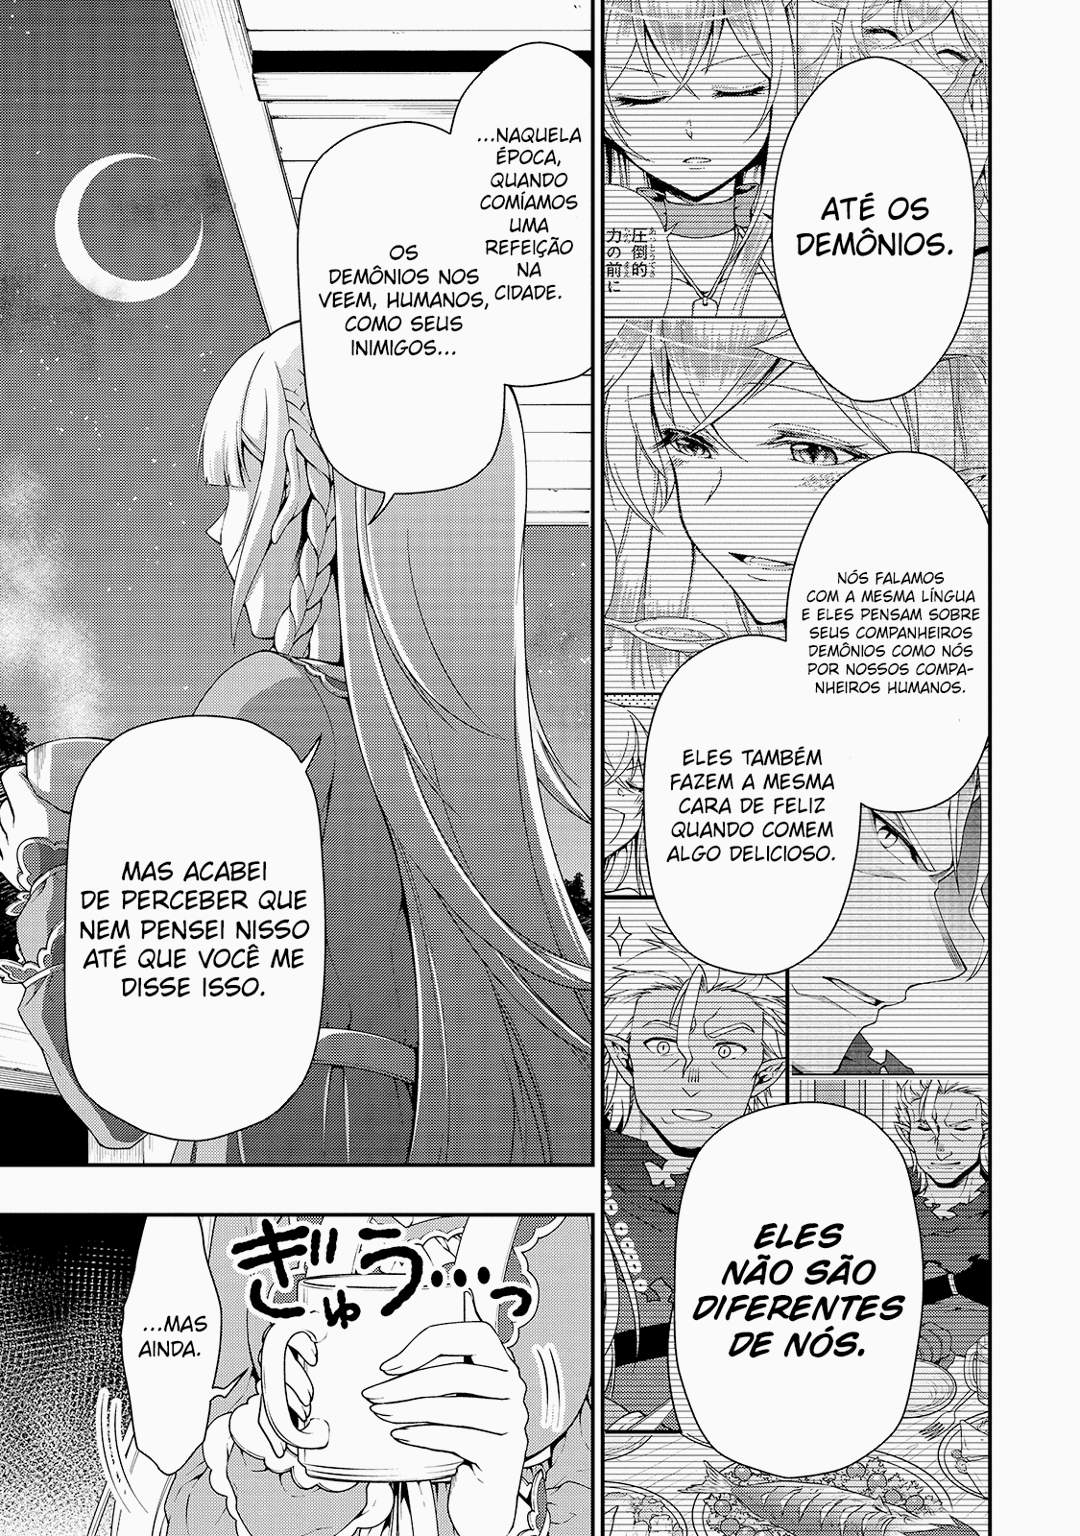 ATÉ OS
DEMÔNIOS.
圧倒的
力の前に
NÓS FALAMOS
COM A MESMA LÍNGUA
E ELES PENSAM SOBRE
SEUS COMPANHEIROS
DEMÔNIOS COMO NÓS
POR NOSSOS COMPA-
NHEIROS HUMANOS.
ELES TAMBÉM
FAZEM A MESMA
CARA DE FELIZ
QUANDO COMEM
ALGO DELICIOSO.
ELES
NÃO SÃO
DIFERENTES
DE NÓS.
...NAQUELA
ÉPOCA,
QUANDO
COMÍAMOS
UMA
REFEIÇÃO
NA
CIDADE.
OS
DEMÔNIOS NOS
VEEM, HUMANOS,
COMO SEUS
INIMIGOS...
MAS ACABEI
DE PERCEBER QUE
NEM PENSEI NISSO
ATÉ QUE VOCÊ ME
DISSE ISSO.
ぎゅう...っ
...MAS
AINDA.